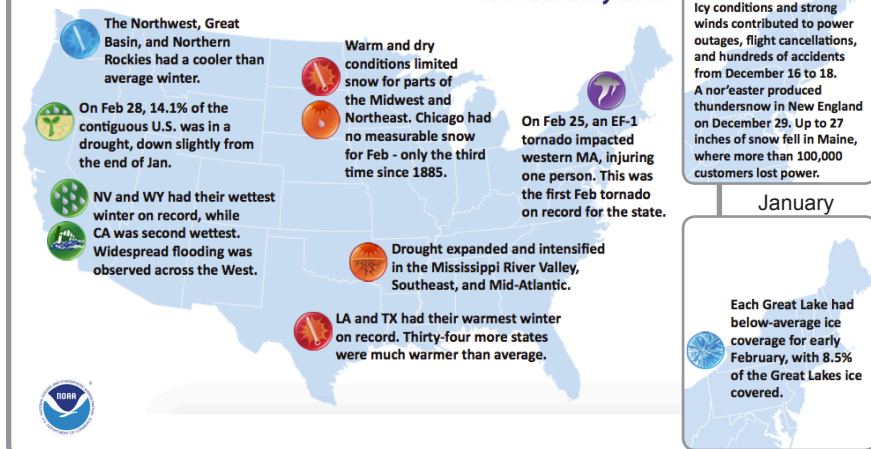 The Northwest, Great
Basin, and Northern
Rockies had a cooler than
average winter.
On Feb 28, 14.1% of the
contiguous U.S. was in a
drought, down slightly from
the end of Jan.
NV and WY had their wettest
winter on record, while
CA was second wettest.
Widespread flooding was
observed across the West.
Warm and dry
conditions limited
snow for parts of
the Midwest and
Northeast. Chicago had
no measurable snow
for Feb - only the third
time since 1885.
On Feb 25, an EF-1
tornado impacted
western MA, injuring
one person. This was
the first Feb tornado
on record for the state.
Drought expanded and intensified
in the Mississippi River Valley,
Southeast, and Mid-Atlantic.
LA and TX had their warmest winter
on record. Thirty-four more states
were much warmer than average.
NOAA
Icy conditions and strong
winds contributed to power
outages, flight cancellations,
and hundreds of accidents
from December 16 to 18.
A nor’easter produced
thundersnow in New England
on December 29. Up to 27
inches of snow fell in Maine,
where more than 100,000
customers lost power.
January
Each Great Lake had
below-average ice
coverage for early
February, with 8.5%
of the Great Lakes ice
covered.